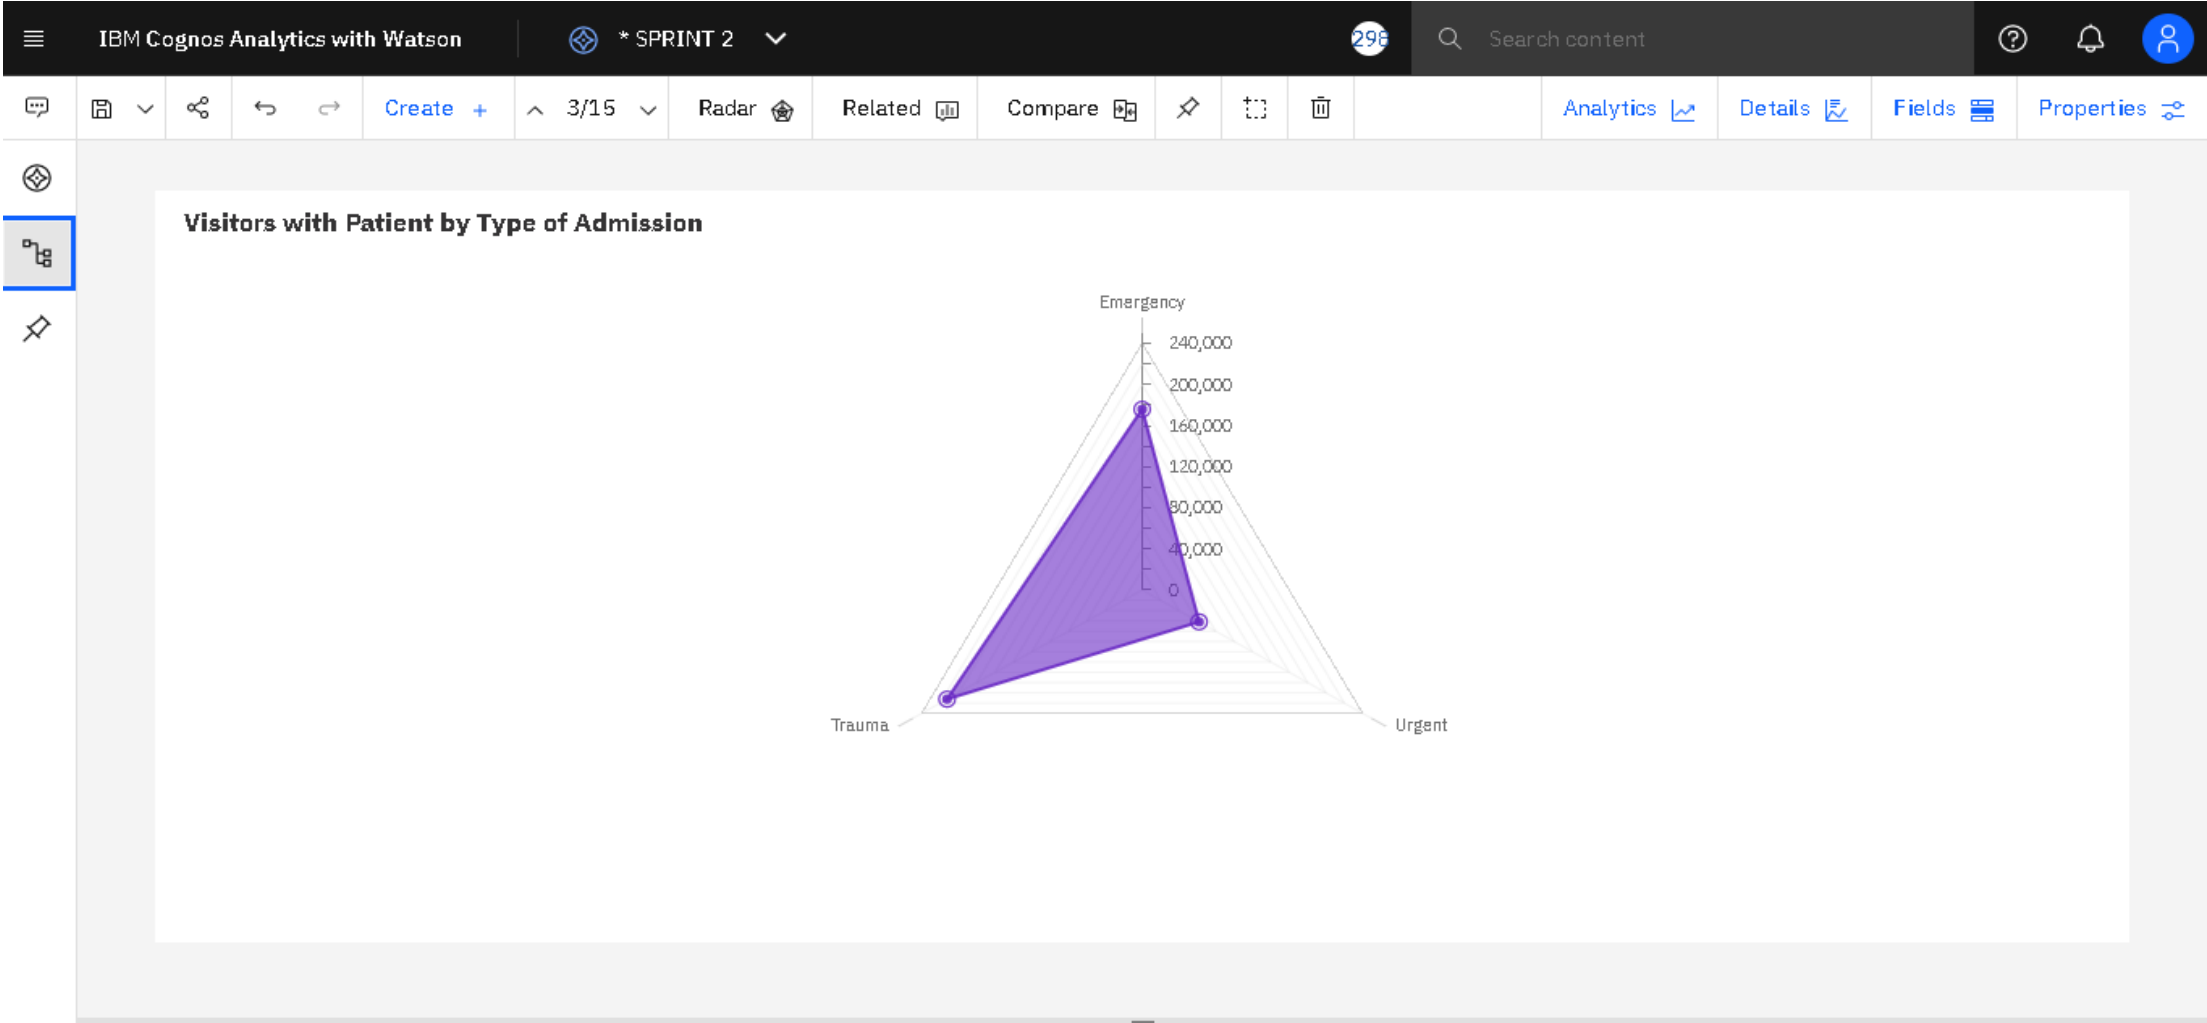 IBM Cognos Analytics with Watson
* SPRINT 2
298
Search content
Create +
3/15
Radar
Related
Compare
Analytics
Details
Fields
Properties
Visitors with Patient by Type of Admission
Emergency
240,000
200,000
160,000
120,000
80,000
40,000
0
Trauma
Urgent